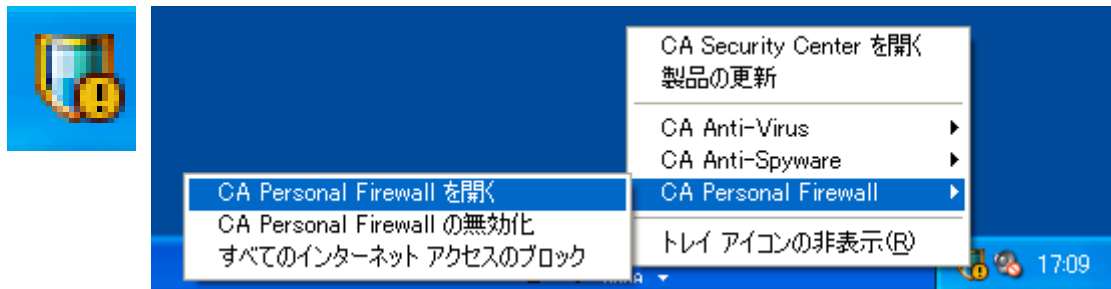 CA Security Center を開く
製品の更新
CA Anti-Virus
CA Anti-Spyware
CA Personal Firewall
トレイ アイコンの非表示(R)
CA Personal Firewall を開く
CA Personal Firewall の無効化
すべてのインターネット アクセスのブロック
17:09